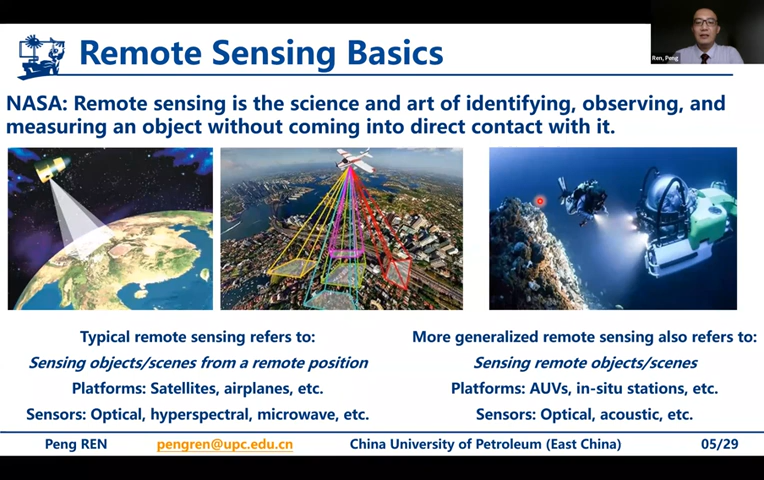 Remote Sensing Basics
Ren, Peng
NASA: Remote sensing is the science and art of identifying, observing, and
measuring an object without coming into direct contact with it.
Typical remote sensing refers to:
Sensing objects/scenes from a remote position
Platforms: Satellites, airplanes, etc.
Sensors: Optical, hyperspectral, microwave, etc.
More generalized remote sensing also refers to:
Sensing remote objects/scenes
Platforms: AUVs, in-situ stations, etc.
Sensors: Optical, acoustic, etc.
Peng REN pengren@upc.edu.cn China University of Petroleum (East China) 05/29